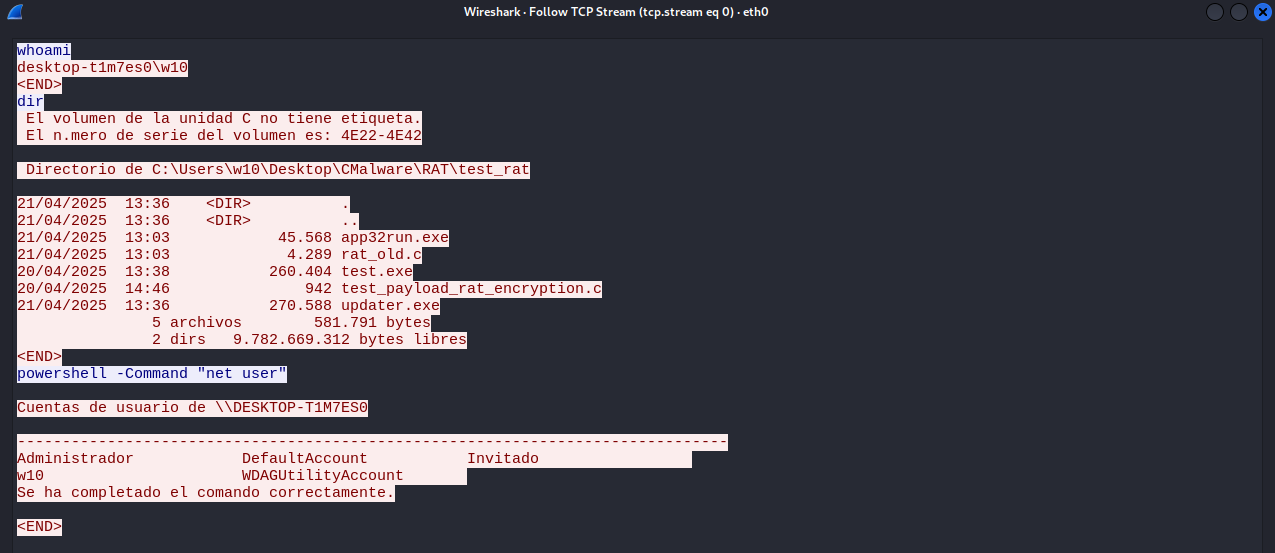 Wireshark · Follow TCP Stream (tcp.stream eq 0) · eth0
whoami
desktop-t1m7es0\w10
<END>
dir
 El volumen de la unidad C no tiene etiqueta.
 El n.mero de serie del volumen es: 4E22-4E42
 Directorio de C:\Users\w10\Desktop\CMalware\RAT\test_rat
21/04/2025  13:36    <DIR>          .
21/04/2025  13:36    <DIR>          ..
21/04/2025  13:03            45.568 app32run.exe
21/04/2025  13:03             4.289 rat_old.c
20/04/2025  13:38           260.404 test.exe
20/04/2025  14:46               942 test_payload_rat_encryption.c
21/04/2025  13:36           270.588 updater.exe
               5 archivos        581.791 bytes
               2 dirs   9.782.669.312 bytes libres
<END>
powershell -Command "net user"
Cuentas de usuario de \\DESKTOP-T1M7ES0
-------------------------------------------------------------------------------
Administrador            DefaultAccount           Invitado
w10                      WDAGUtilityAccount
Se ha completado el comando correctamente.
<END>